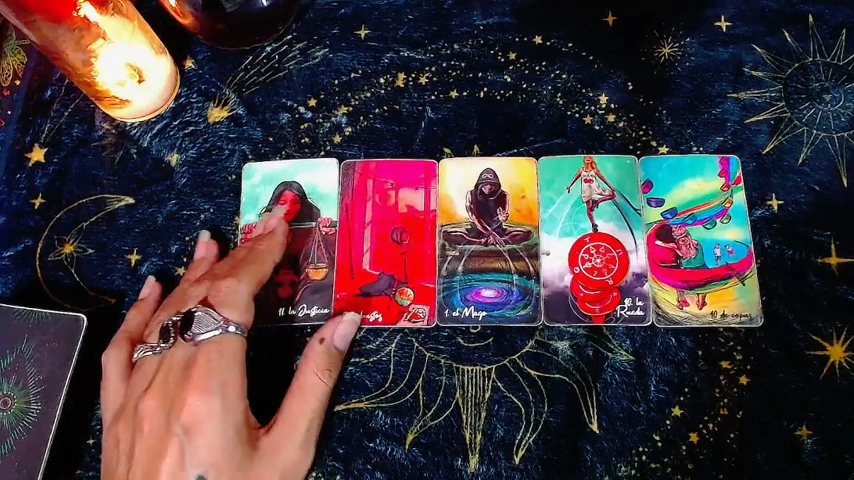 11. la Justicia
1. el Mago
10. la
Rueda
10 de copas